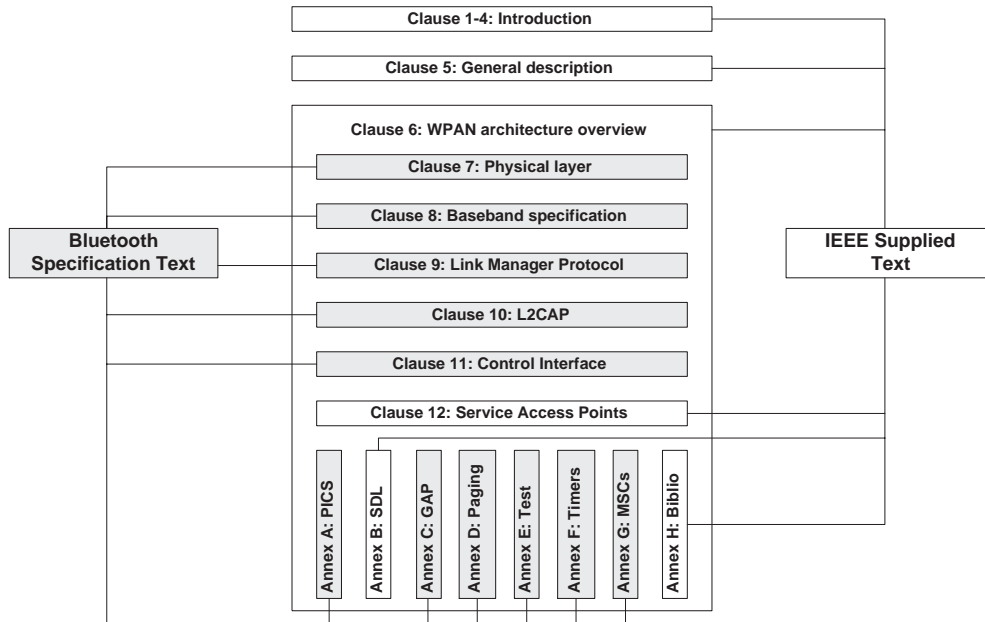 Clause 1-4: Introduction
Clause 5: General description
Clause 6: WPAN architecture overview
Clause 7: Physical layer
Clause 8: Baseband specification
Bluetooth
Specification Text
IEEE Supplied
Text
Clause 9: Link Manager Protocol
Clause 10: L2CAP
Clause 11: Control Interface
Clause 12: Service Access Points
Annex A: PICS
Annex B: SDL
Annex C: GAP
Annex D: Paging
Annex E: Test
Annex F: Timers
Annex G: MSCs
Annex H: Biblio